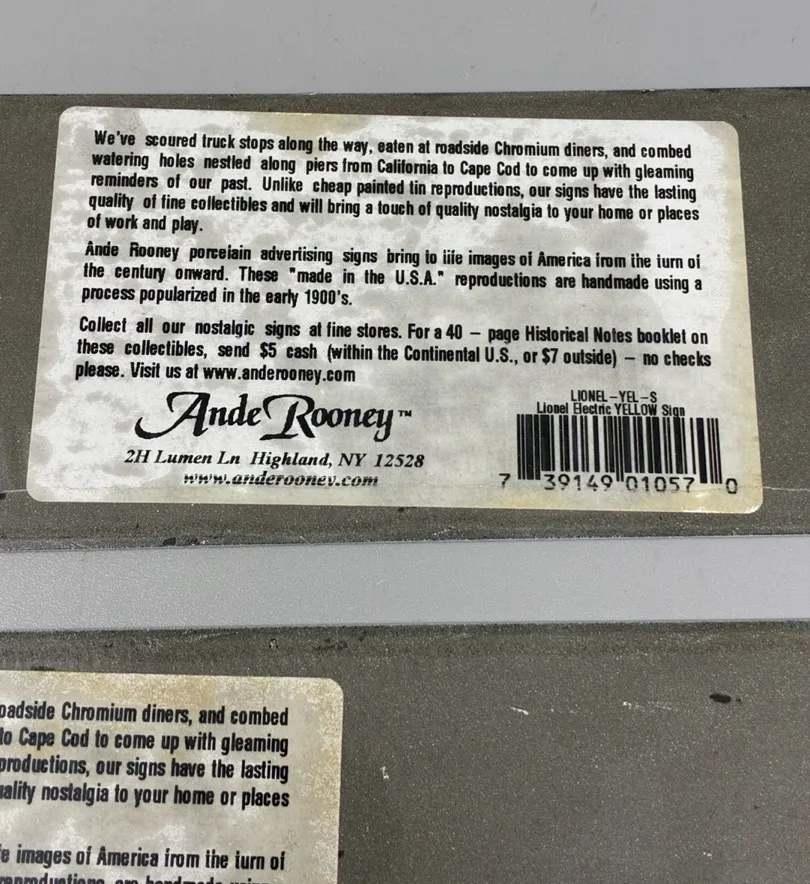 We've scoured truck stops along the way, eaten at roadside Chromium diners, and combed
watering holes nestled along piers from California to Cape Cod to come up with gleaming
reminders of our past. Unlike cheap painted tin reproductions, our signs have the lasting
quality of fine collectibles and will bring a touch of quality nostalgia to your home or places
of work and play.
Ande Rooney porcelain advertising signs bring to life images of America from the turn of
the century onward. These "made in the U.S.A." reproductions are handmade using a
process popularized in the early 1900's.
Collect all our nostalgic signs at fine stores. For a 40 – page Historical Notes booklet on
these collectibles, send $5 cash (within the Continental U.S., or $7 outside) – no checks
please. Visit us at www.anderooney.com
Ande Rooney™
2H Lumen Ln Highland, NY 12528
www.anderooney.com
LIONEL-YEL-S
Lionel Electric YELLOW Sign
7 39149 01057 0
oadside Chromium diners, and combed
to Cape Cod to come up with gleaming
productions, our signs have the lasting
ality nostalgia to your home or places
e images of America from the turn of